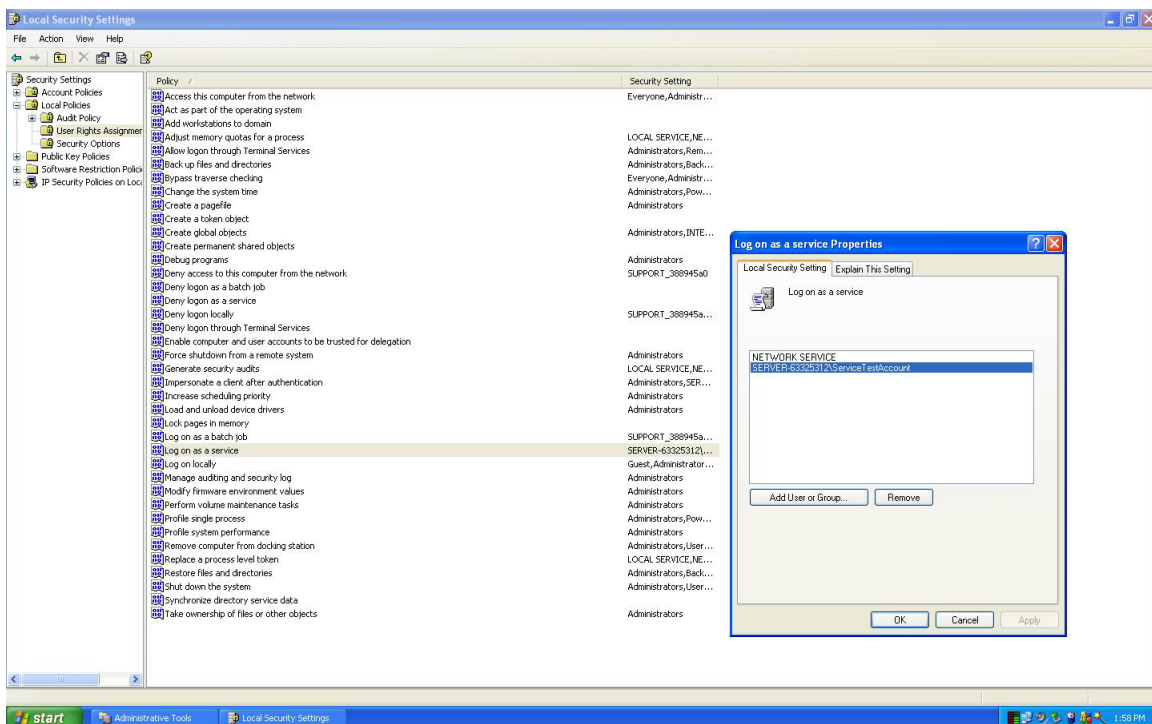 Local Security Settings
File Action View Help
Security Settings
Account Policies
Local Policies
Audit Policy
User Rights Assignmer
Security Options
Public Key Policies
Software Restriction Polici
IP Security Policies on Loca
Policy Security Setting
Access this computer from the network Everyone,Administr...
Act as part of the operating system
Add workstations to domain
Adjust memory quotas for a process LOCAL SERVICE,NE...
Allow logon through Terminal Services Administrators,Rem...
Back up files and directories Administrators,Back...
Bypass traverse checking Everyone,Administr...
Change the system time Administrators,Pow...
Create a pagefile Administrators
Create a token object
Create global objects Administrators,INTE...
Create permanent shared objects
Debug programs Administrators
Deny access to this computer from the network SUPPORT_388945a0
Deny logon as a batch job
Deny logon as a service
Deny logon locally SUPPORT_388945a...
Deny logon through Terminal Services
Enable computer and user accounts to be trusted for delegation
Force shutdown from a remote system Administrators
Generate security audits LOCAL SERVICE,NE...
Impersonate a client after authentication Administrators,SER...
Increase scheduling priority Administrators
Load and unload device drivers Administrators
Lock pages in memory
Log on as a batch job SUPPORT_388945a...
Log on as a service SERVER-63325312\...
Log on locally Guest,Administrator...
Manage auditing and security log Administrators
Modify firmware environment values Administrators
Perform volume maintenance tasks Administrators
Profile single process Administrators,Pow...
Profile system performance Administrators
Remove computer from docking station Administrators,User...
Replace a process level token LOCAL SERVICE,NE...
Restore files and directories Administrators,Back...
Shut down the system Administrators,User...
Synchronize directory service data
Take ownership of files or other objects Administrators
Log on as a service Properties
Local Security Setting Explain This Setting
Log on as a service
NETWORK SERVICE
SERVER-63325312\ServiceTestAccount
Add User or Group... Remove
OK Cancel Apply
start Administrative Tools Local Security Settings 1:58 PM